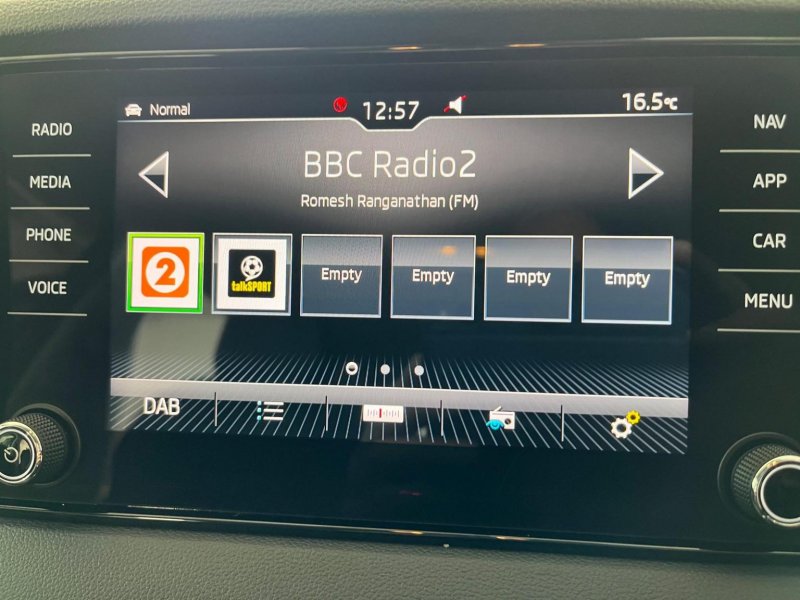 Normal
12:57
16.5°C
RADIO
MEDIA
PHONE
VOICE
BBC Radio2
Romesh Ranganathan (FM)
2
talkSPORT
Empty
Empty
Empty
Empty
DAB
NAV
APP
CAR
MENU